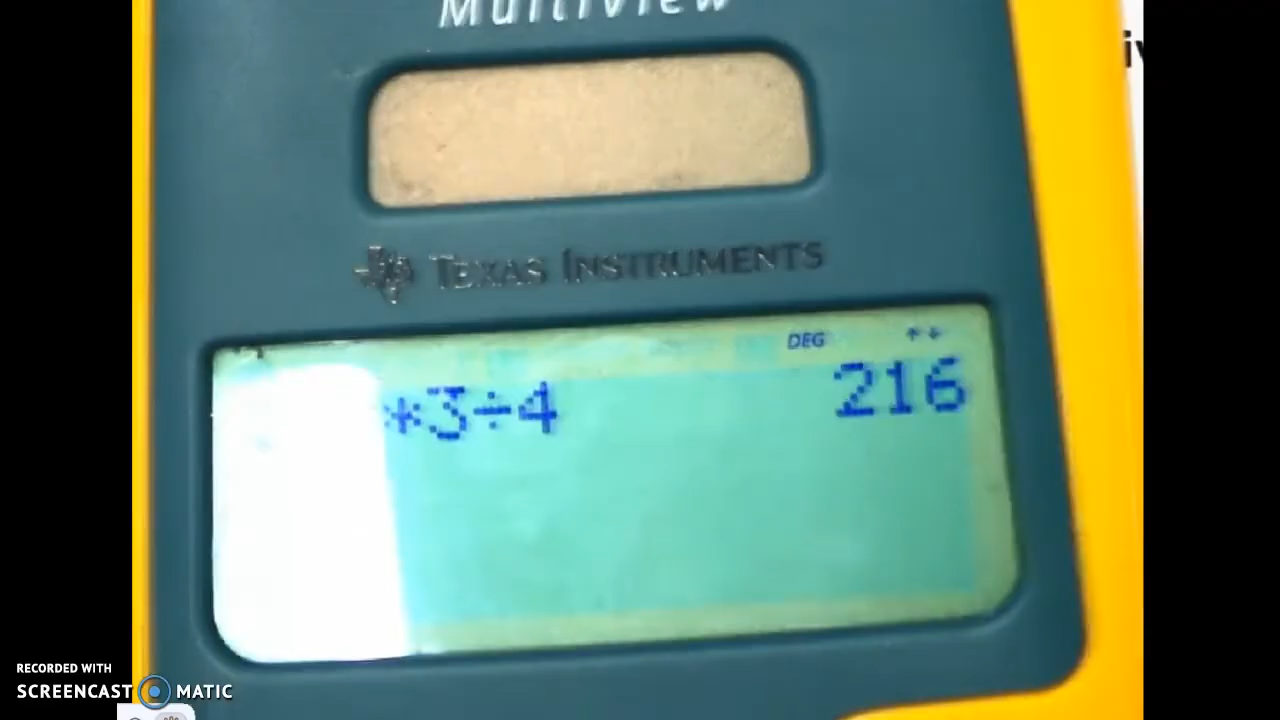 MultiView
TEXAS INSTRUMENTS
DEG ↑↓
*3÷4 216
RECORDED WITH
SCREENCAST MATIC